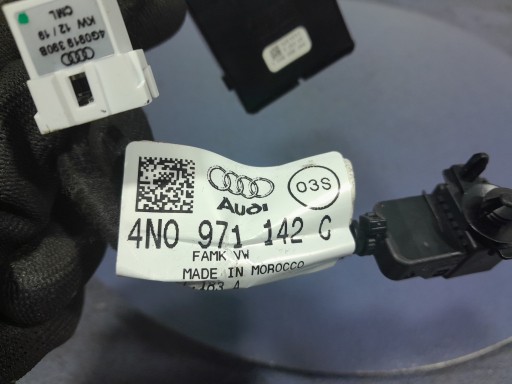 4G0919 390B
KW 12 / 19
CML
03S
Audi
4N0 971 142 C
FAMK VW
MADE IN MOROCCO